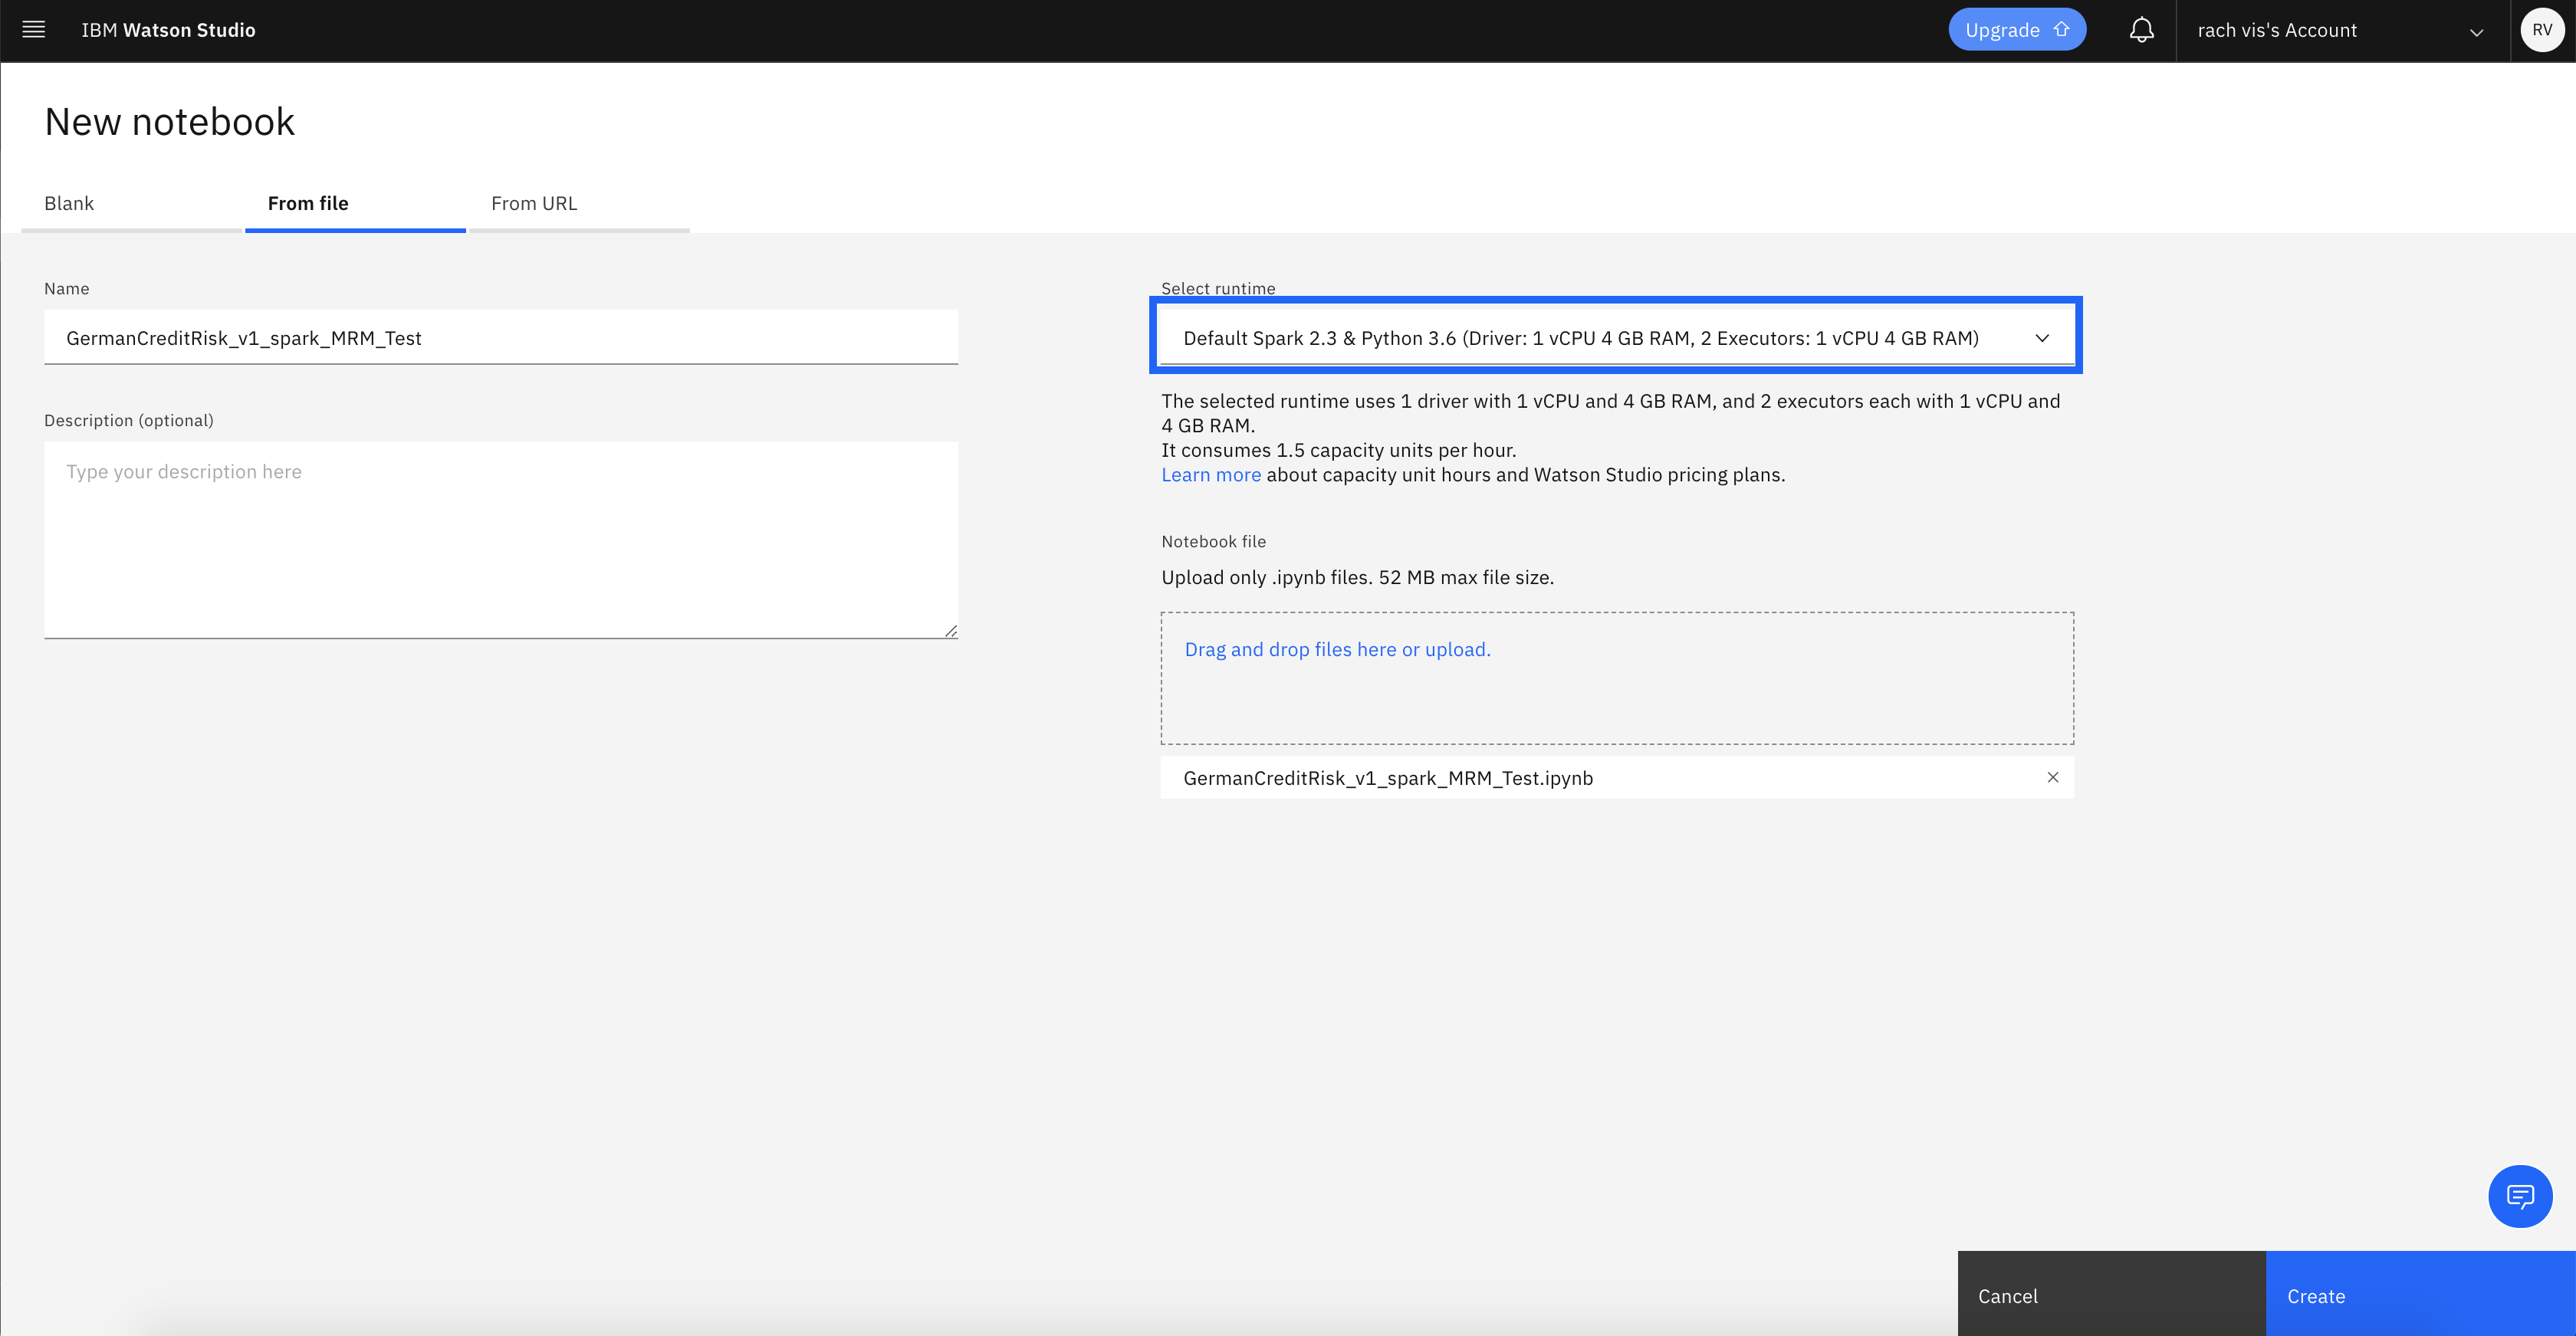 IBM Watson Studio
Upgrade
rach vis's Account
RV
New notebook
Blank
From file
From URL
Name
GermanCreditRisk_v1_spark_MRM_Test
Description (optional)
Type your description here
Select runtime
Default Spark 2.3 & Python 3.6 (Driver: 1 vCPU 4 GB RAM, 2 Executors: 1 vCPU 4 GB RAM)
The selected runtime uses 1 driver with 1 vCPU and 4 GB RAM, and 2 executors each with 1 vCPU and
4 GB RAM.
It consumes 1.5 capacity units per hour.
Learn more about capacity unit hours and Watson Studio pricing plans.
Notebook file
Upload only .ipynb files. 52 MB max file size.
Drag and drop files here or upload.
GermanCreditRisk_v1_spark_MRM_Test.ipynb
Cancel
Create